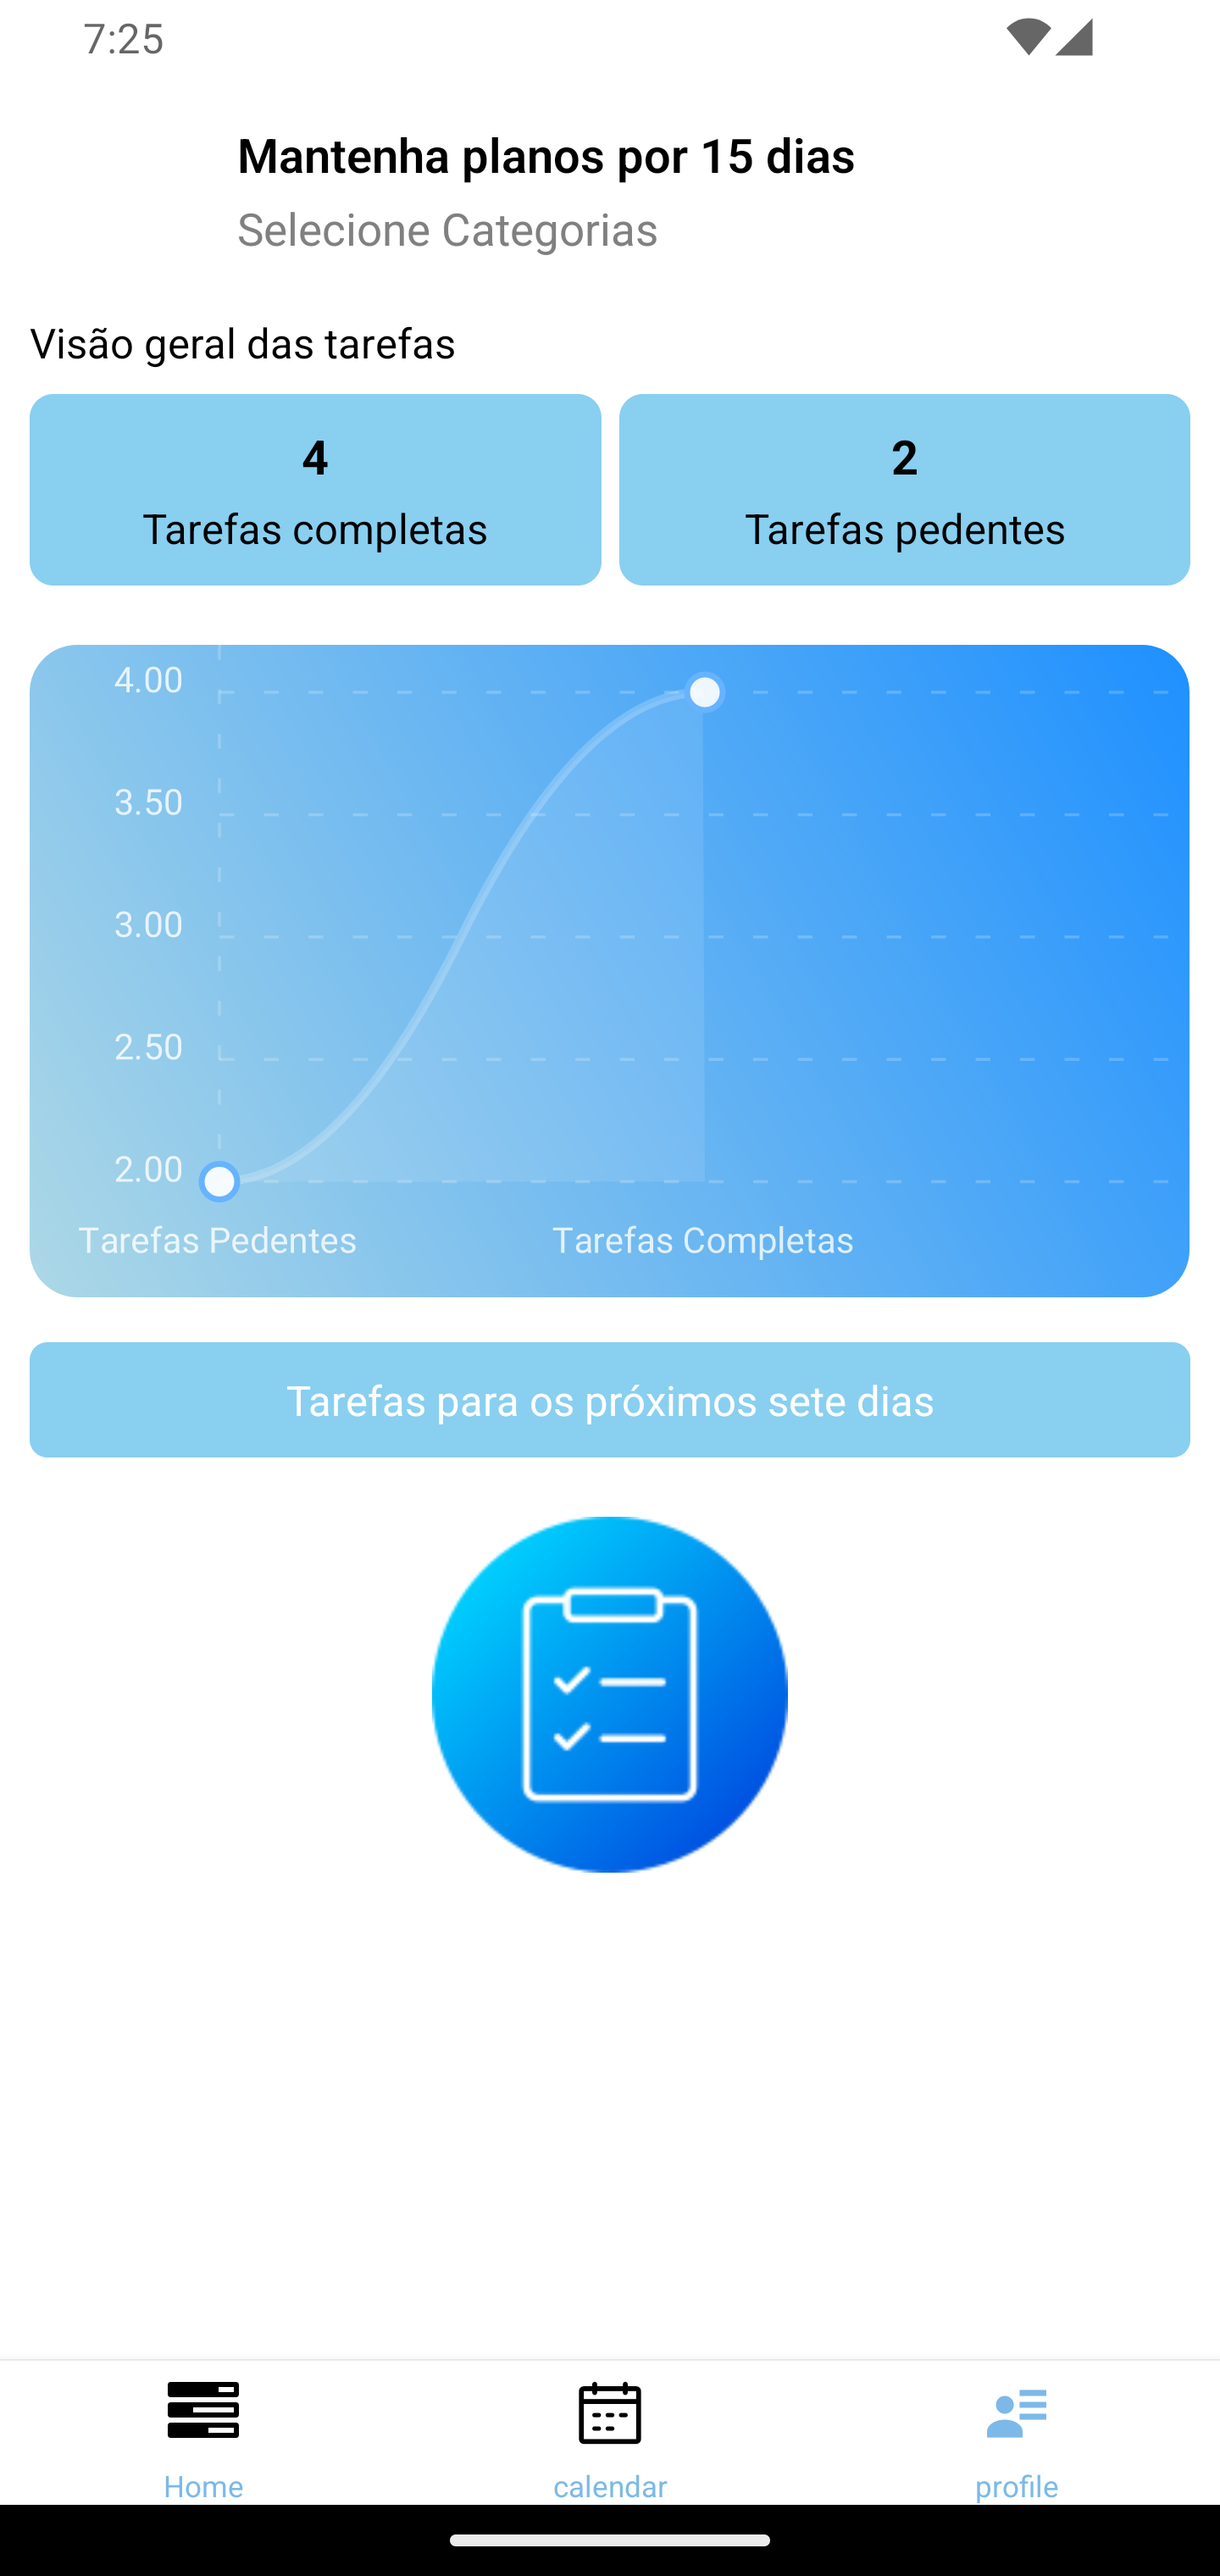 7:25
Mantenha planos por 15 dias
Selecione Categorias
Visão geral das tarefas
4
Tarefas completas
2
Tarefas pedentes
4.00
3.50
3.00
2.50
2.00
Tarefas Pedentes
Tarefas Completas
Tarefas para os próximos sete dias
Home
calendar
profile